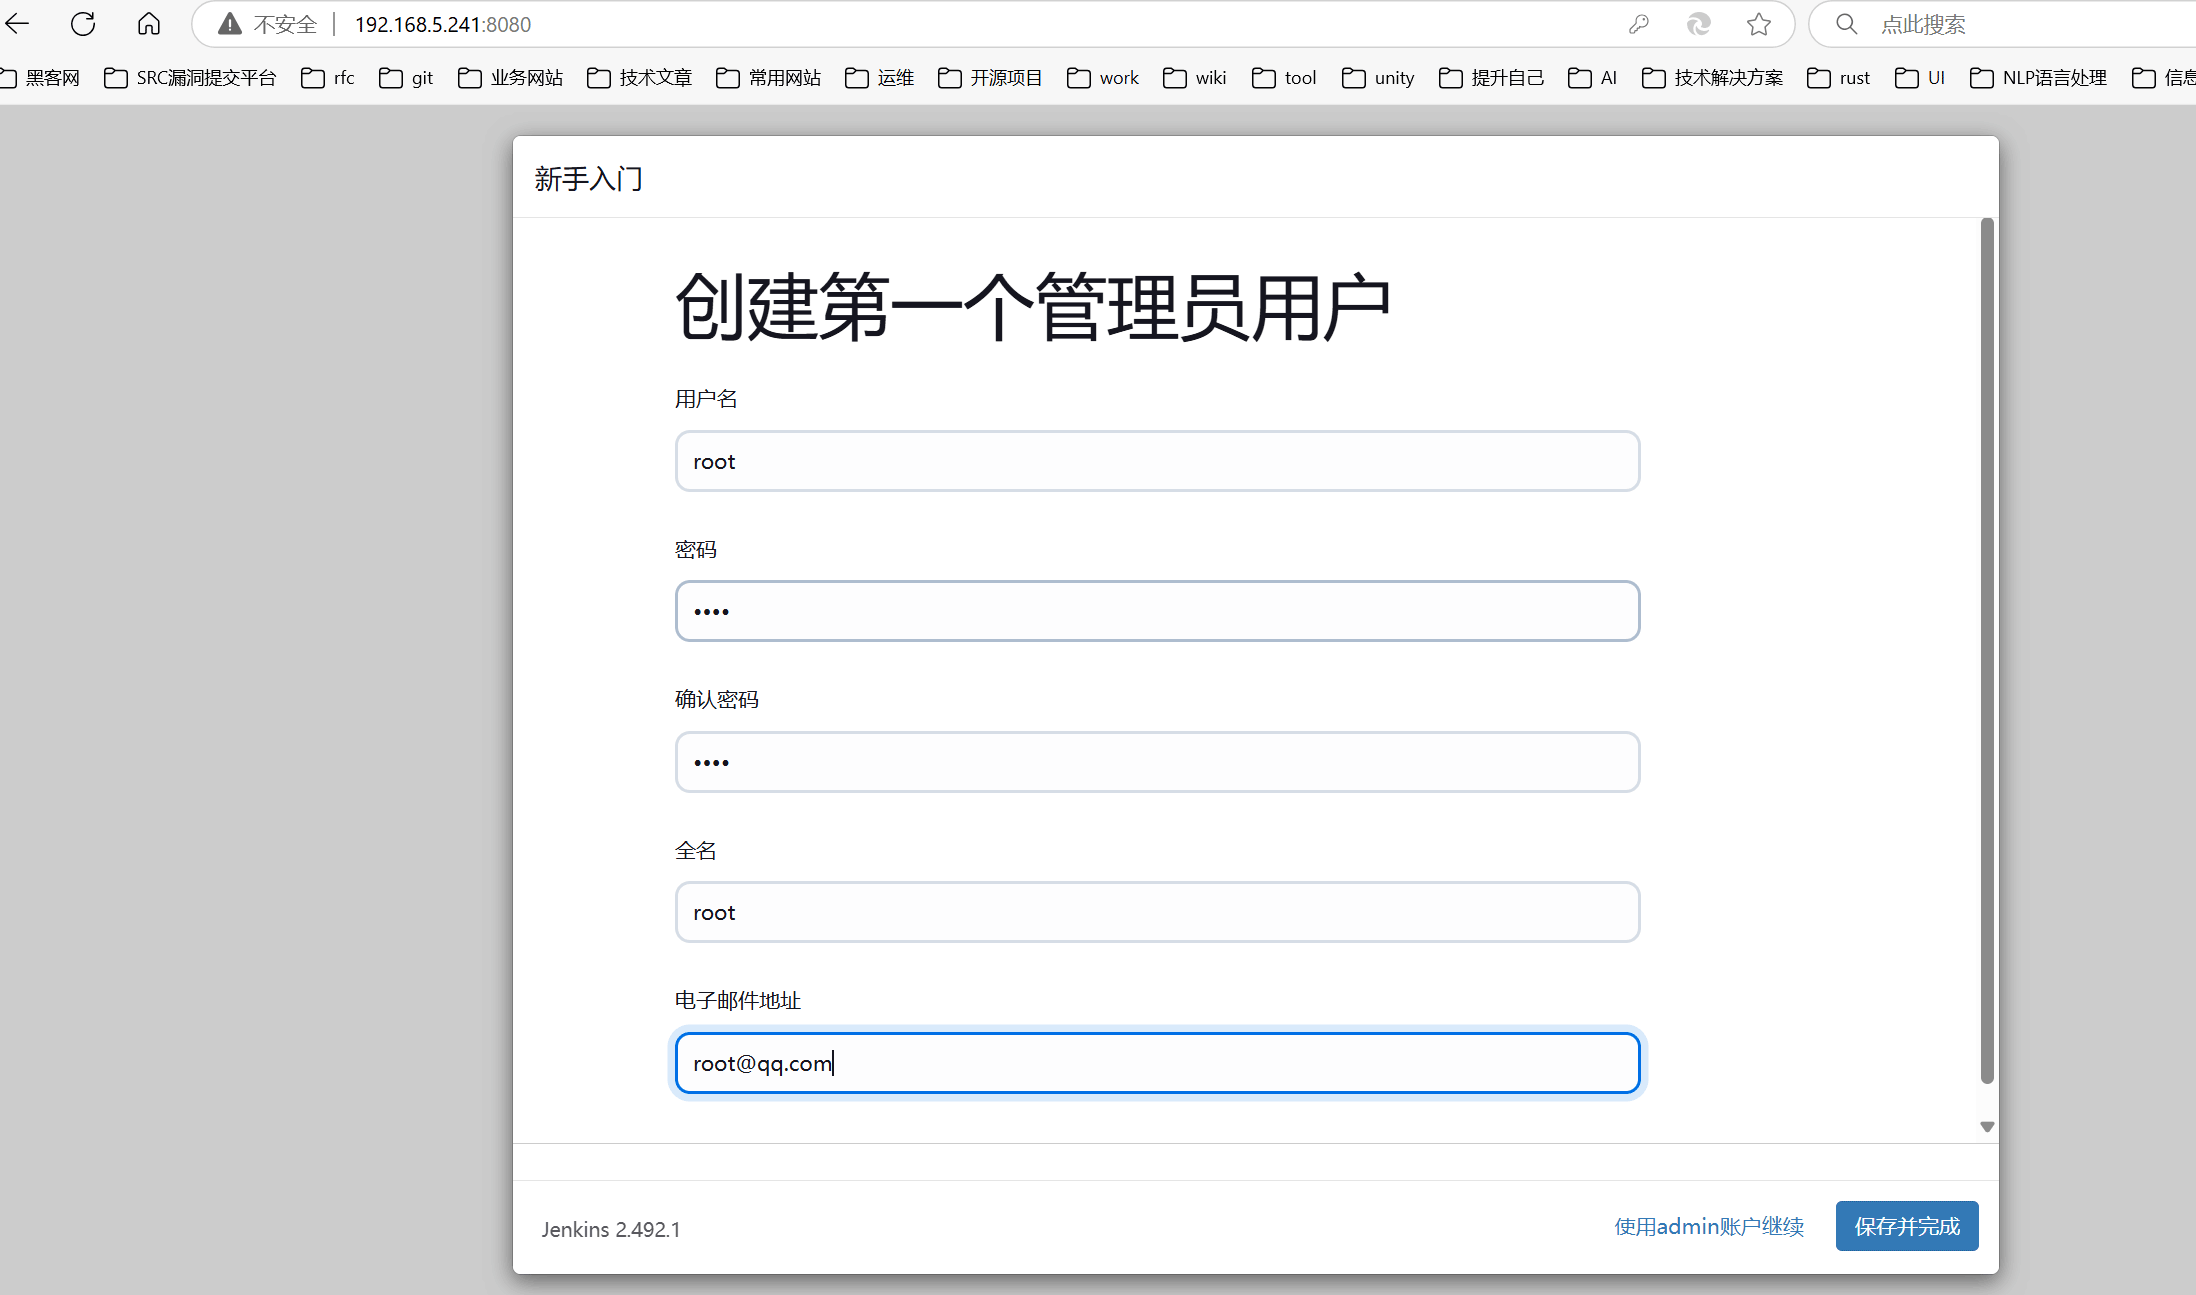 不安全 192.168.5.241:8080 点此搜索
黑客网 SRC漏洞提交平台 rfc git 业务网站 技术文章 常用网站 运维 开源项目 work wiki tool unity 提升自己 AI 技术解决方案 rust UI NLP语言处理 信息
新手入门
创建第一个管理员用户
用户名
root
密码
••••
确认密码
••••
全名
root
电子邮件地址
root@qq.com
Jenkins 2.492.1 使用admin账户继续 保存并完成